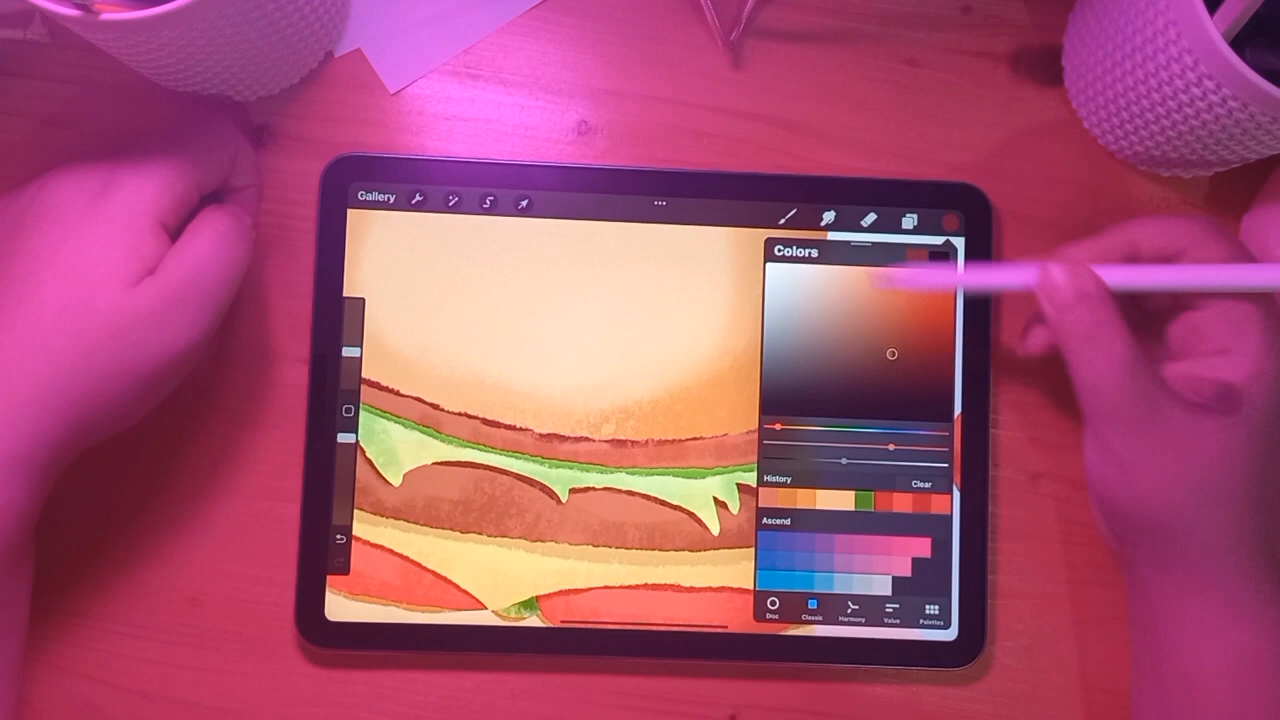 Gallery
Colors
History Clear
Ascend
Disc Classic Harmony Value Palettes